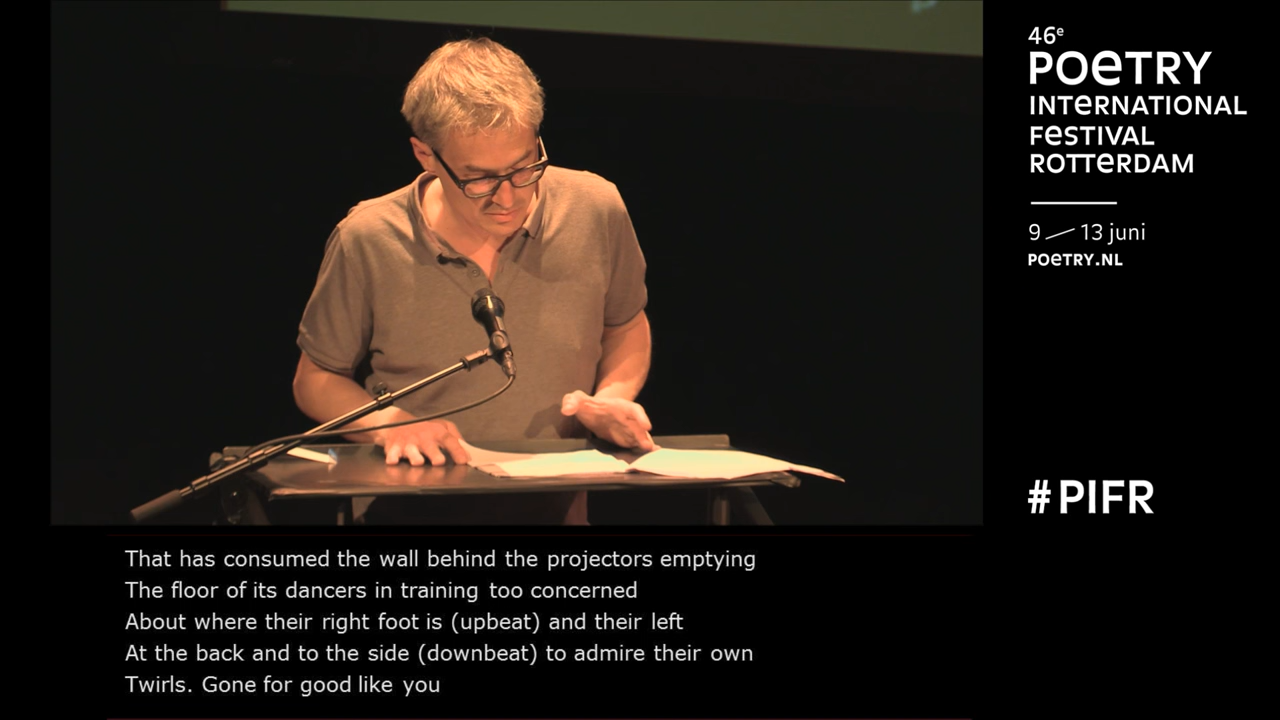 46e
POeTRY
INTeRNATIONAL
FeSTIVAL
ROTTeRDAM
9 — 13 juni
POeTRY.NL
#PIFR
That has consumed the wall behind the projectors emptying
The floor of its dancers in training too concerned
About where their right foot is (upbeat) and their left
At the back and to the side (downbeat) to admire their own
Twirls. Gone for good like you